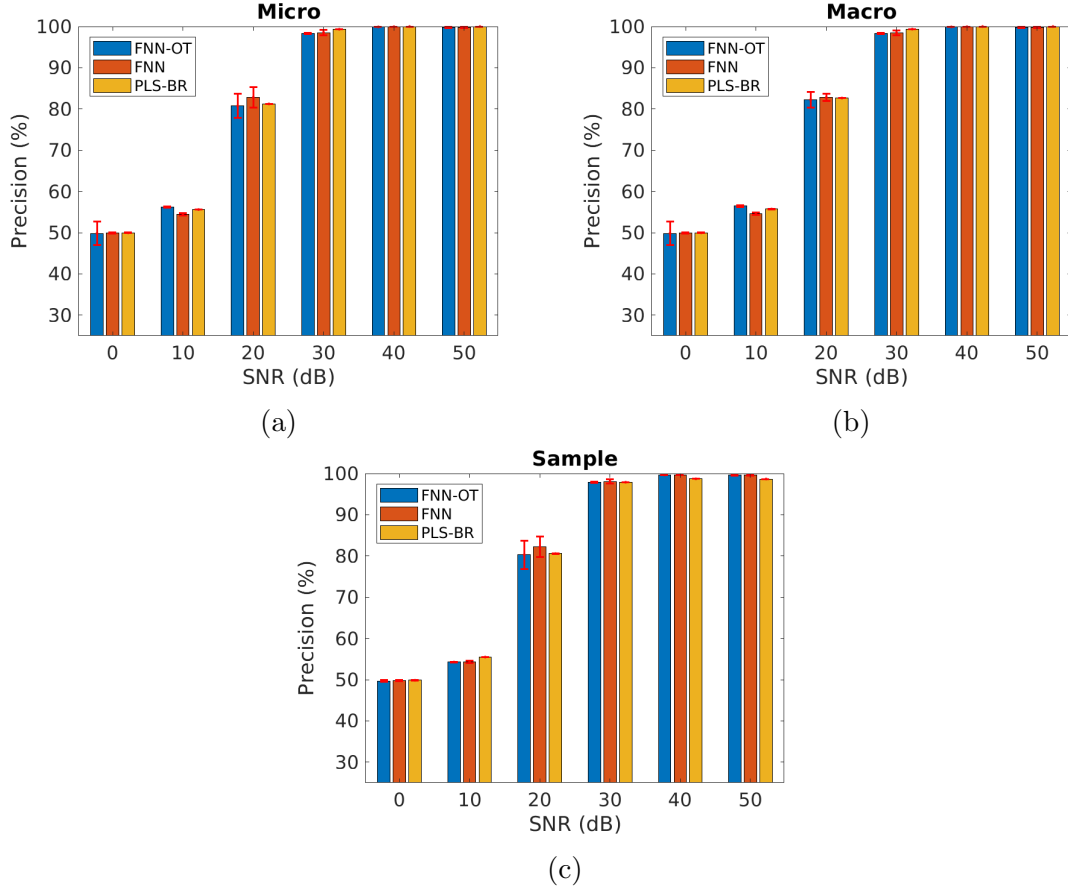 Micro
100
90
80
70
60
50
40
30
Precision (%)
FNN-OT
FNN
PLS-BR
0 10 20 30 40 50
SNR (dB)
(a)
Macro
100
90
80
70
60
50
40
30
Precision (%)
FNN-OT
FNN
PLS-BR
0 10 20 30 40 50
SNR (dB)
(b)
Sample
100
90
80
70
60
50
40
30
Precision (%)
FNN-OT
FNN
PLS-BR
0 10 20 30 40 50
SNR (dB)
(c)